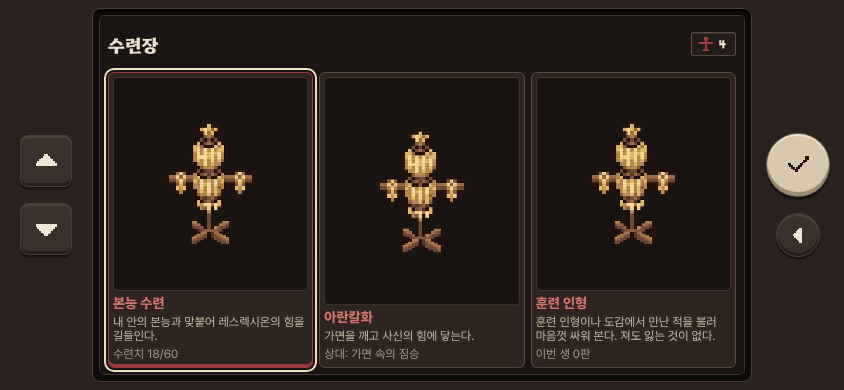 수련장
4
본능 수련
내 안의 본능과 맞붙어 레스렉시온의 힘을
길들인다.
수련치 18/60
아란칼화
가면을 깨고 사신의 힘에 닿는다.
상대: 가면 속의 짐승
훈련 인형
훈련 인형이나 도감에서 만난 적을 불러
마음껏 싸워 본다. 져도 잃는 것이 없다.
이번 생 0판